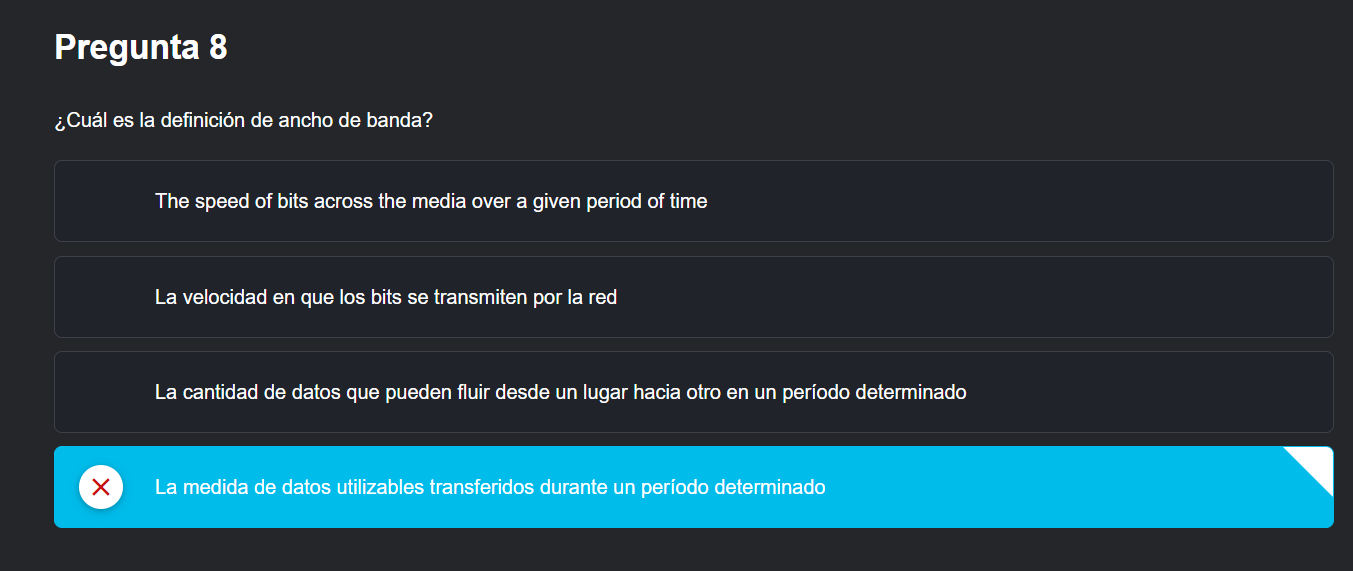 Pregunta 8
¿Cuál es la definición de ancho de banda?
The speed of bits across the media over a given period of time
La velocidad en que los bits se transmiten por la red
La cantidad de datos que pueden fluir desde un lugar hacia otro en un período determinado
La medida de datos utilizables transferidos durante un período determinado